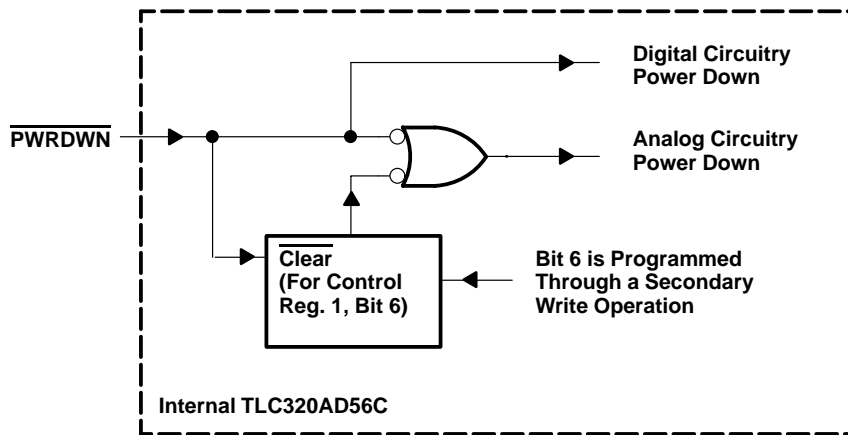 Digital Circuitry
Power Down
PWRDWN
Analog Circuitry
Power Down
Clear
(For Control
Reg. 1, Bit 6)
Bit 6 is Programmed
Through a Secondary
Write Operation
Internal TLC320AD56C